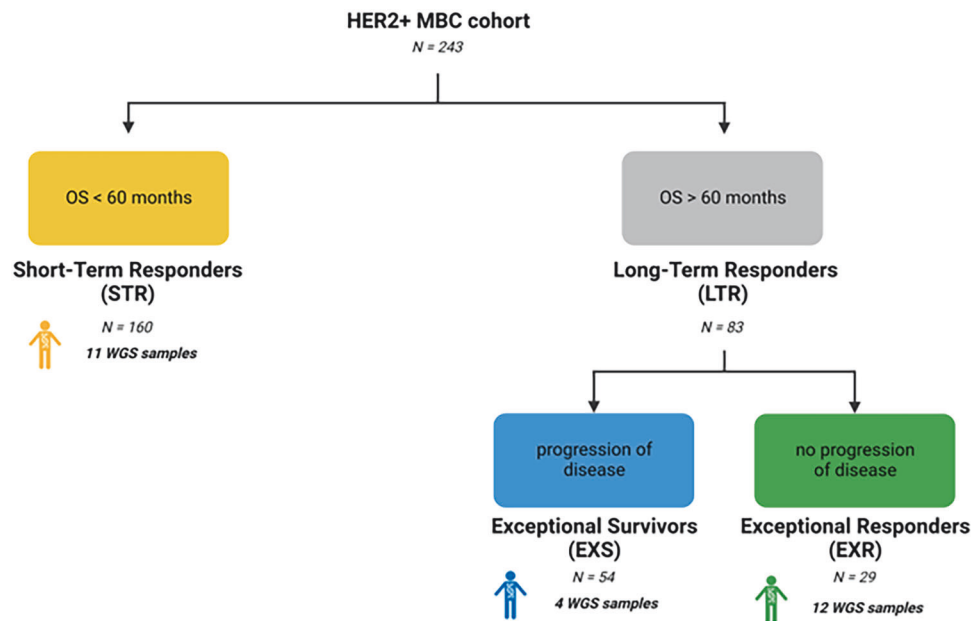 HER2+ MBC cohort
N = 243
OS < 60 months
OS > 60 months
Short-Term Responders
(STR)
N = 160
11 WGS samples
Long-Term Responders
(LTR)
N = 83
progression of
disease
no progression
of disease
Exceptional Survivors
(EXS)
N = 54
4 WGS samples
Exceptional Responders
(EXR)
N = 29
12 WGS samples